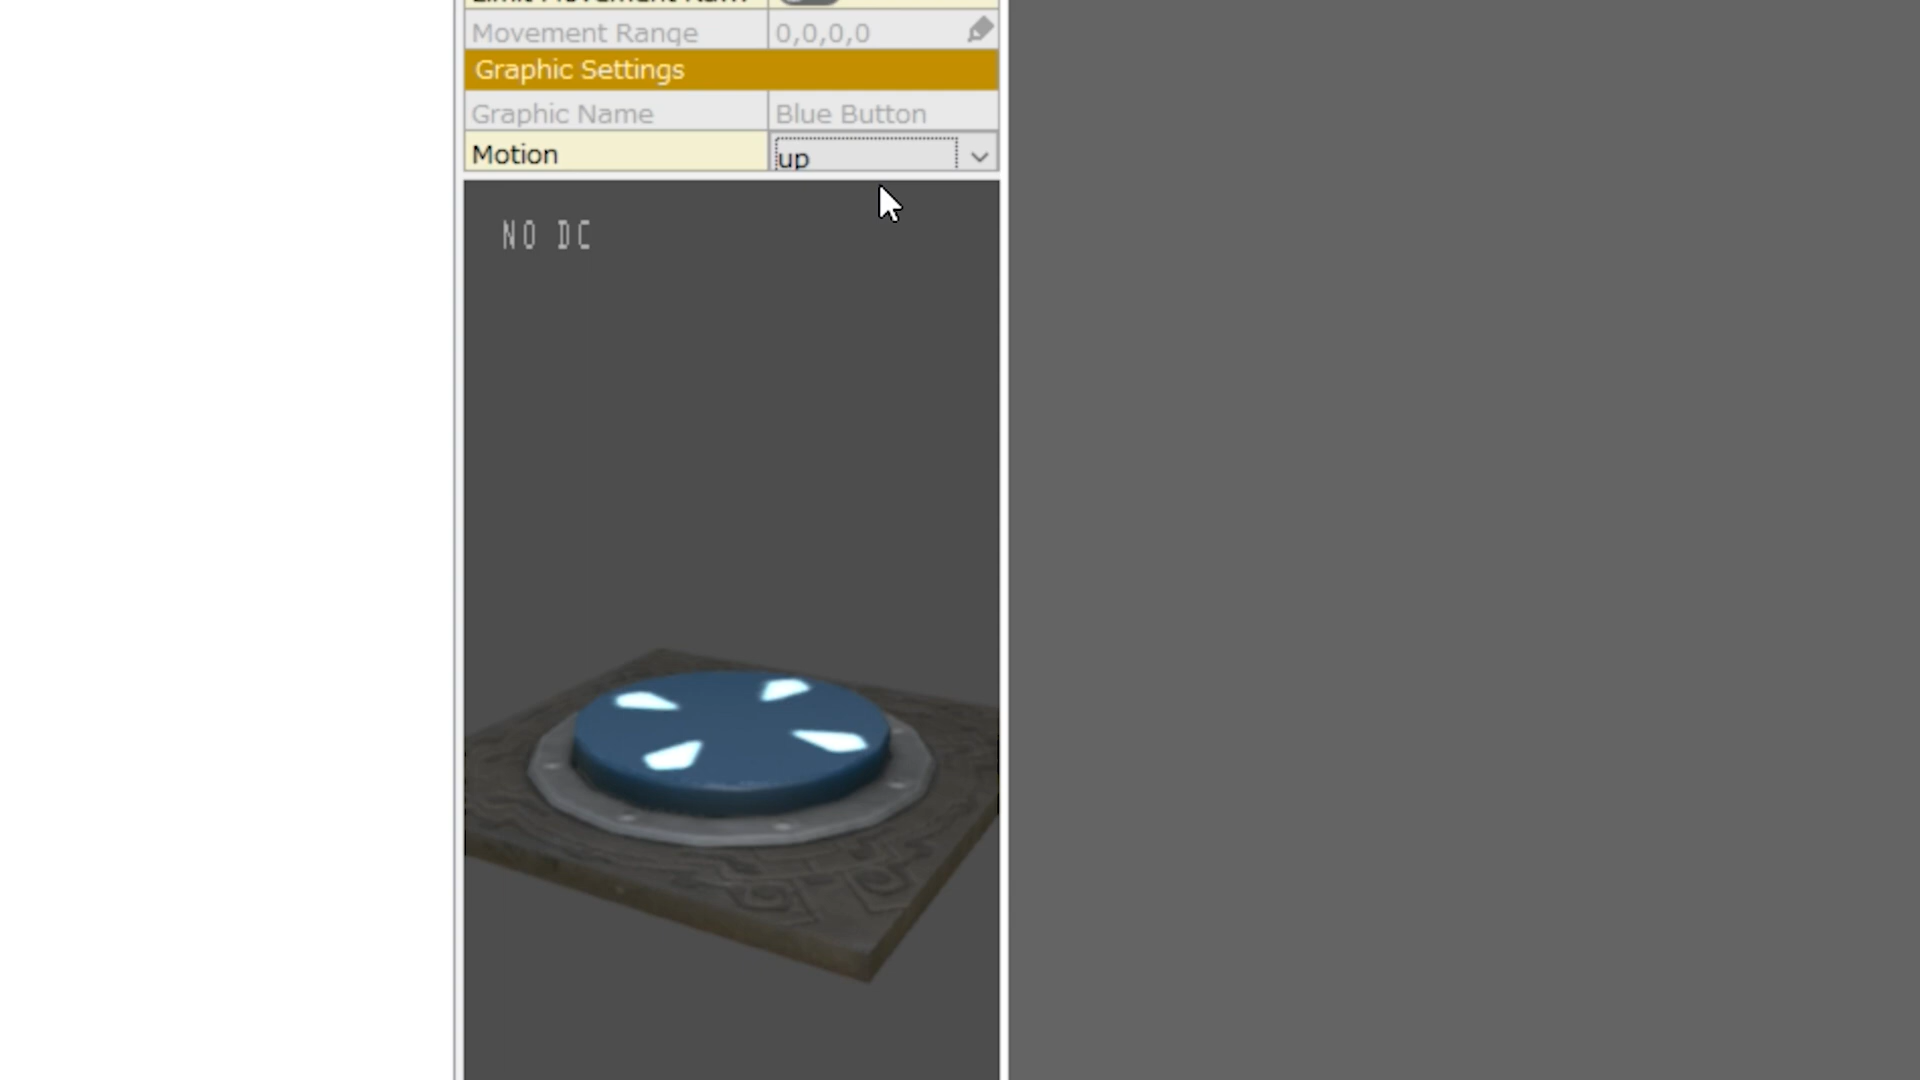 Movement Range 0,0,0,0
Graphic Settings
Graphic Name Blue Button
Motion up
NO DC